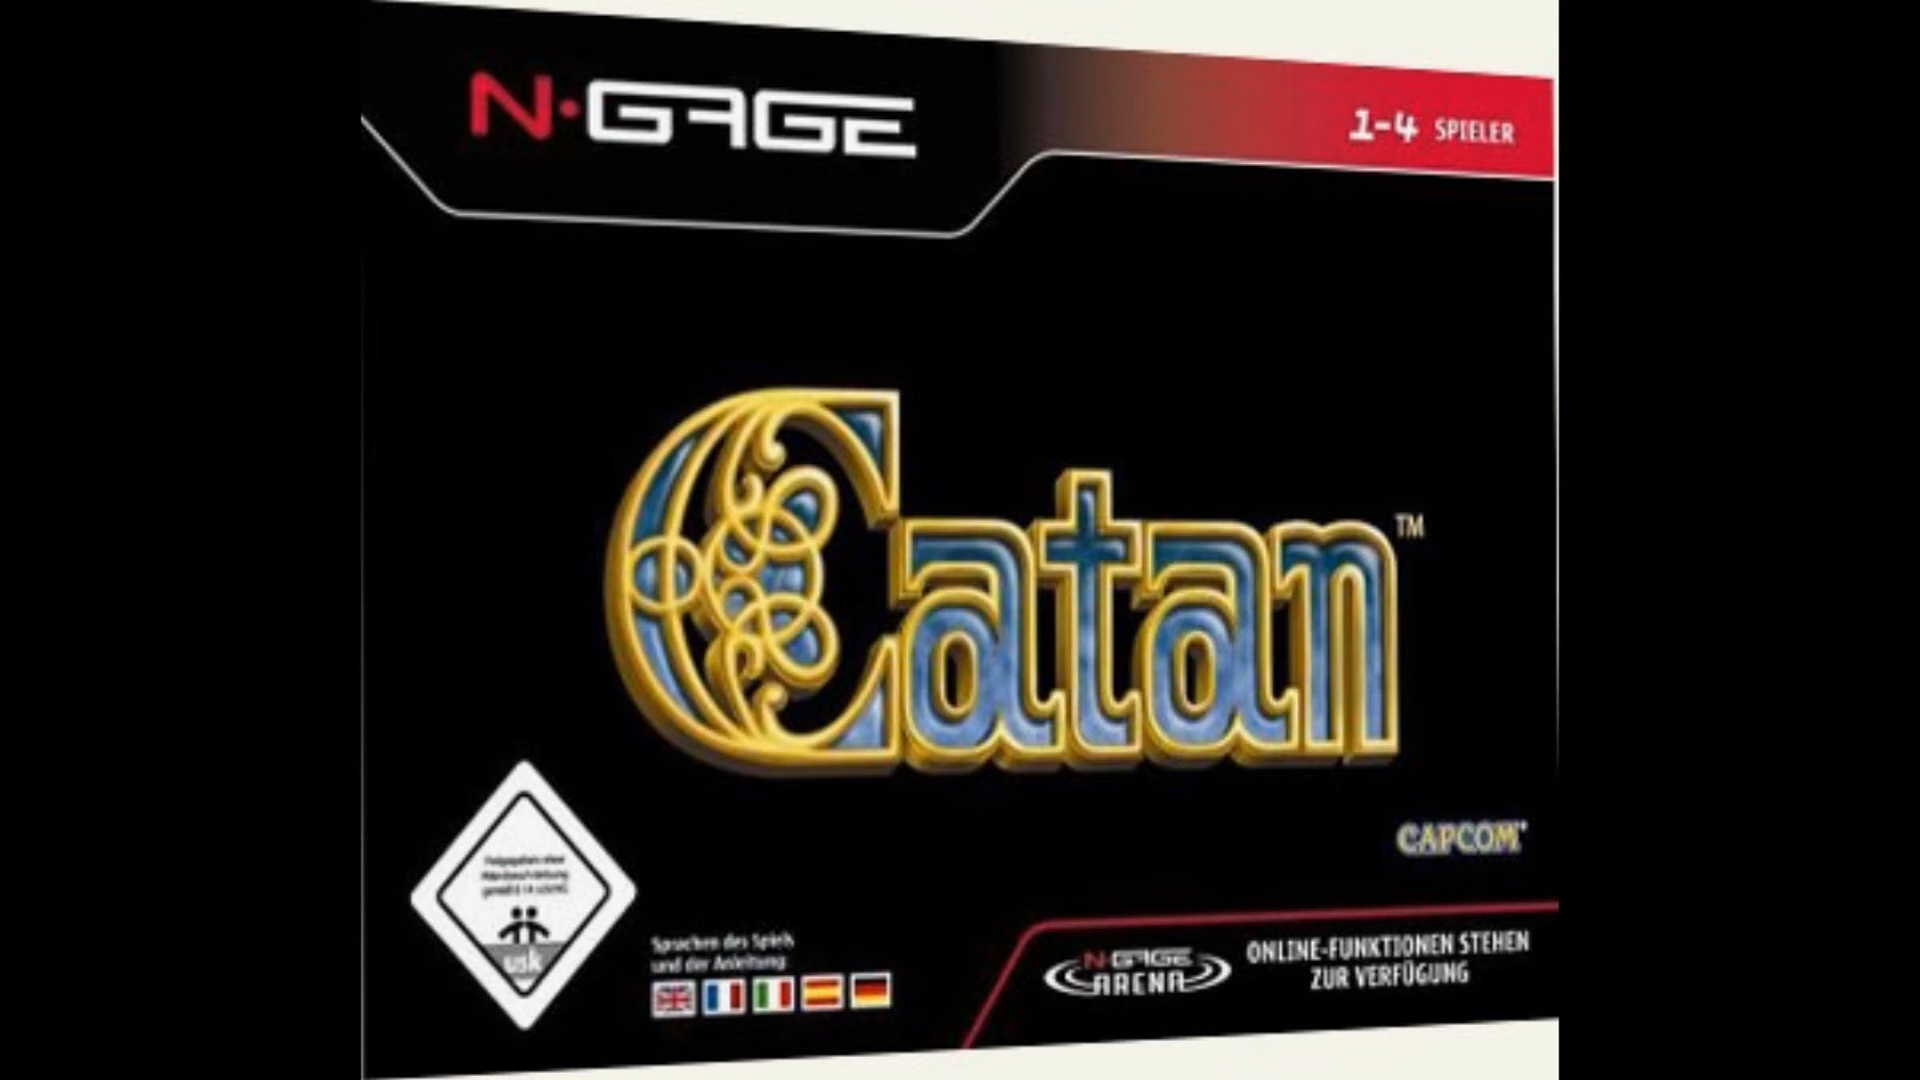 N·GAGE
1-4 SPIELER
Catan™
CAPCOM
usk
Sprachen des Spiels
und der Anleitung:
N·GAGE
ARENA
ONLINE-FUNKTIONEN STEHEN
ZUR VERFÜGUNG